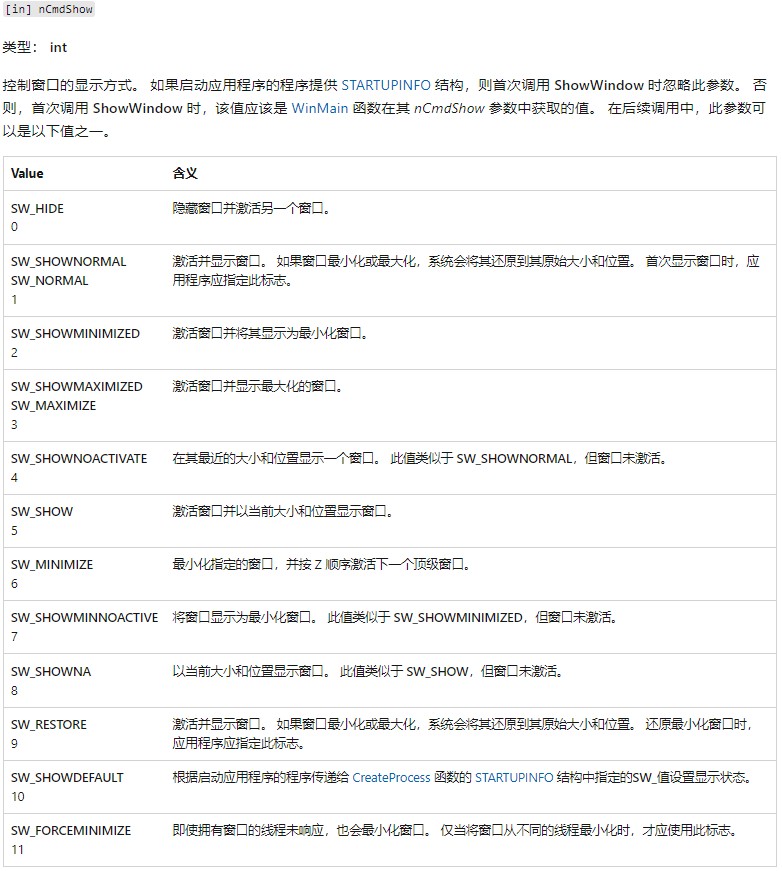 [in] nCmdShow
类型： int
控制窗口的显示方式。 如果启动应用程序的程序提供 STARTUPINFO 结构，则首次调用 ShowWindow 时忽略此参数。 否
则，首次调用 ShowWindow 时，该值应该是 WinMain 函数在其 nCmdShow 参数中获取的值。 在后续调用中，此参数可
以是以下值之一。
Value 含义
SW_HIDE 隐藏窗口并激活另一个窗口。
0
SW_SHOWNORMAL 激活并显示窗口。 如果窗口最小化或最大化，系统会将其还原到其原始大小和位置。 首次显示窗口时，应
SW_NORMAL 用程序应指定此标志。
1
SW_SHOWMINIMIZED 激活窗口并将其显示为最小化窗口。
2
SW_SHOWMAXIMIZED 激活窗口并显示最大化的窗口。
SW_MAXIMIZE
3
SW_SHOWNOACTIVATE 在其最近的大小和位置显示一个窗口。 此值类似于 SW_SHOWNORMAL，但窗口未激活。
4
SW_SHOW 激活窗口并以当前大小和位置显示窗口。
5
SW_MINIMIZE 最小化指定的窗口，并按 Z 顺序激活下一个顶级窗口。
6
SW_SHOWMINNOACTIVE 将窗口显示为最小化窗口。 此值类似于 SW_SHOWMINIMIZED，但窗口未激活。
7
SW_SHOWNA 以当前大小和位置显示窗口。 此值类似于 SW_SHOW，但窗口未激活。
8
SW_RESTORE 激活并显示窗口。 如果窗口最小化或最大化，系统会将其还原到其原始大小和位置。 还原最小化窗口时，
9 应用程序应指定此标志。
SW_SHOWDEFAULT 根据启动应用程序的程序传递给 CreateProcess 函数的 STARTUPINFO 结构中指定的SW_值设置显示状态。
10
SW_FORCEMINIMIZE 即使拥有窗口的线程未响应，也会最小化窗口。 仅当将窗口从不同的线程最小化时，才应使用此标志。
11